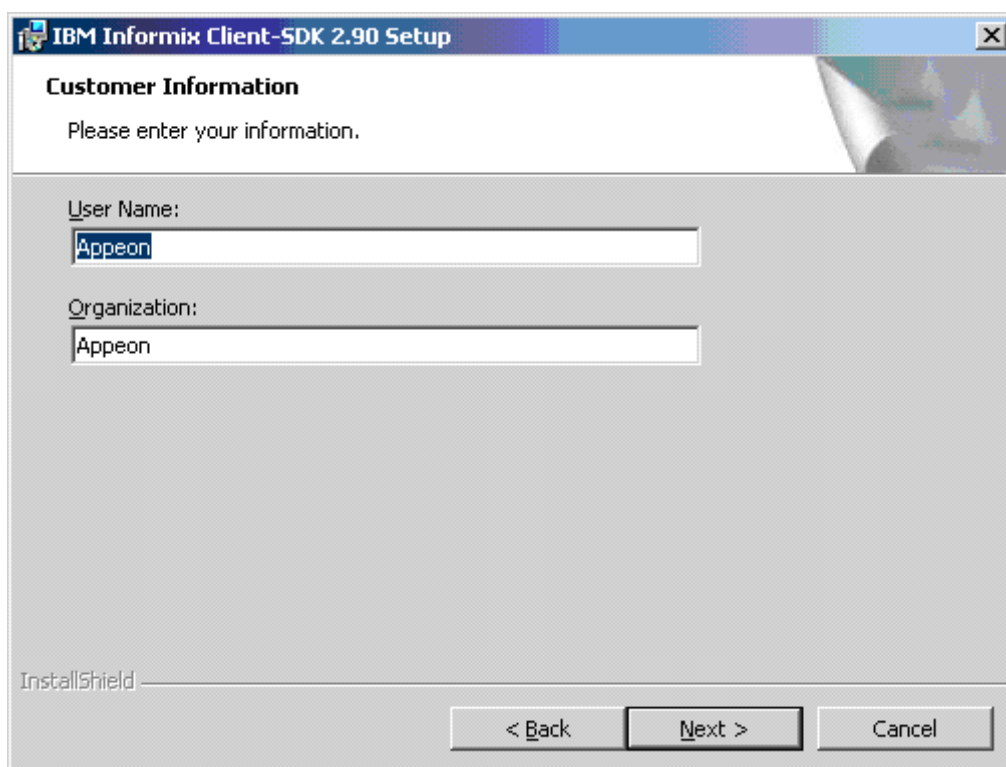 IBM Informix Client-SDK 2.90 Setup
Customer Information
Please enter your information.
User Name:
Appeon
Organization:
Appeon
InstallShield
< Back Next > Cancel